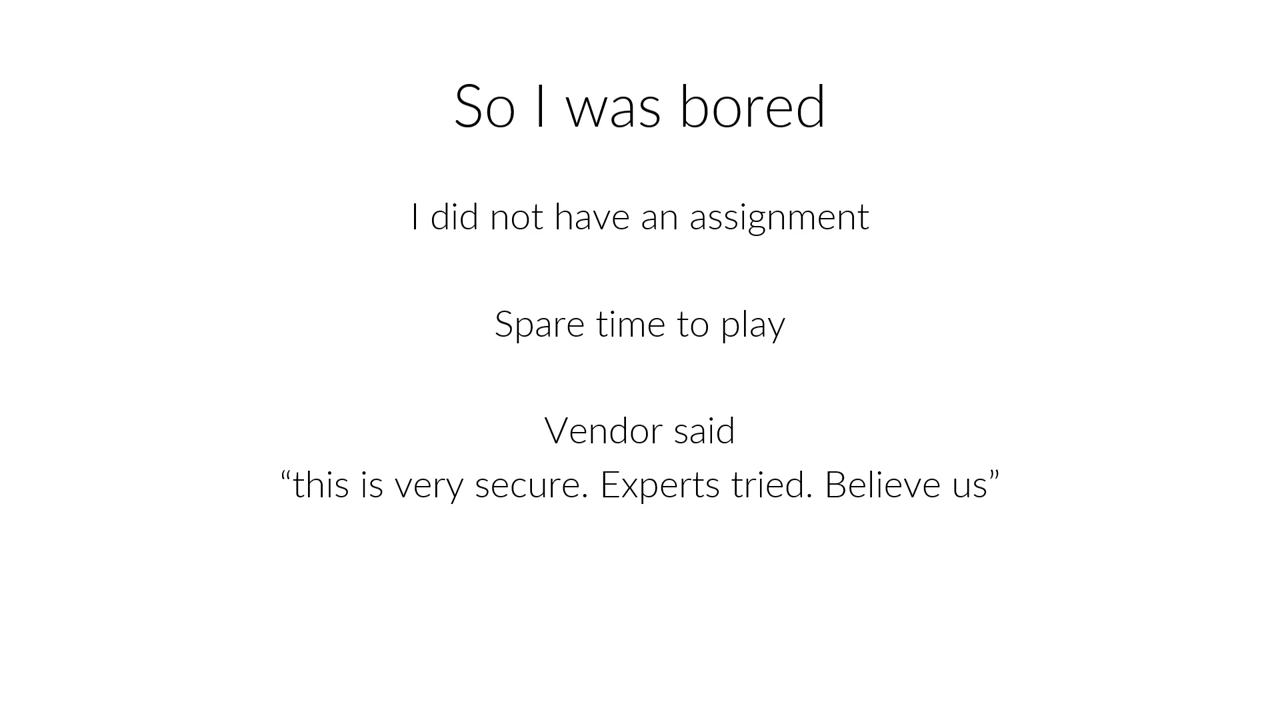 So I was bored
I did not have an assignment
Spare time to play
Vendor said
“this is very secure. Experts tried. Believe us”